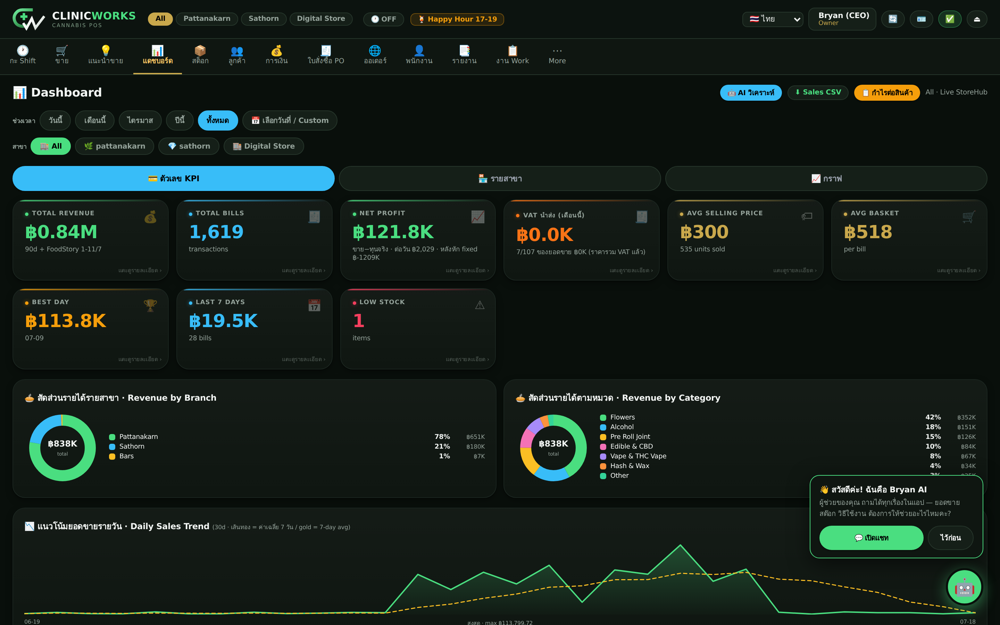 CLINICWORKS
CANNABIS POS
All
Pattanakarn
Sathorn
Digital Store
OFF
Happy Hour 17-19
ไทย
Bryan (CEO)
Owner
กะ Shift
ขาย
แนะนำขาย
แดชบอร์ด
สต็อก
ลูกค้า
การเงิน
ใบสั่งซื้อ PO
ออเดอร์
พนักงาน
รายงาน
งาน Work
More
Dashboard
AI วิเคราะห์
⬇ Sales CSV
กำไรต่อสินค้า
All · Live StoreHub
ช่วงเวลา
วันนี้
เดือนนี้
ไตรมาส
ปีนี้
ทั้งหมด
เลือกวันที่ / Custom
สาขา
All
pattanakarn
sathorn
Digital Store
ตัวเลข KPI
รายสาขา
กราฟ
TOTAL REVENUE
฿0.84M
90d + FoodStory 1-11/7
แตะดูรายละเอียด ›
TOTAL BILLS
1,619
transactions
แตะดูรายละเอียด ›
NET PROFIT
฿121.8K
ขาย−ทุนจริง · ต่อวัน ฿2,029 · หลังหัก fixed
฿-1209K
แตะดูรายละเอียด ›
VAT นำส่ง (เดือนนี้)
฿0.0K
7/107 ของยอดขาย ฿0K (ราคารวม VAT แล้ว)
แตะดูรายละเอียด ›
AVG SELLING PRICE
฿300
535 units sold
แตะดูรายละเอียด ›
AVG BASKET
฿518
per bill
แตะดูรายละเอียด ›
BEST DAY
฿113.8K
07-09
แตะดูรายละเอียด ›
LAST 7 DAYS
฿19.5K
28 bills
แตะดูรายละเอียด ›
LOW STOCK
1
items
แตะดูรายละเอียด ›
สัดส่วนรายได้รายสาขา · Revenue by Branch
฿838K
total
Pattanakarn 78% ฿651K
Sathorn 21% ฿180K
Bars 1% ฿7K
สัดส่วนรายได้ตามหมวด · Revenue by Category
฿838K
total
Flowers 42% ฿352K
Alcohol 18% ฿151K
Pre Roll Joint 15% ฿126K
Edible & CBD 10% ฿84K
Vape & THC Vape 8% ฿67K
Hash & Wax 4% ฿34K
Other
สวัสดีค่ะ! ฉันคือ Bryan AI
ผู้ช่วยของคุณ ถามได้ทุกเรื่องในแอป — ยอดขาย
สต๊อก วิธีใช้งาน ต้องการให้ช่วยอะไรไหมคะ?
เปิดแชท
ไว้ก่อน
แนวโน้มยอดขายรายวัน · Daily Sales Trend (30d · เส้นทอง = ค่าเฉลี่ย 7 วัน / gold = 7-day avg)
06-19
สูงสุด · max ฿113,799.72
07-18